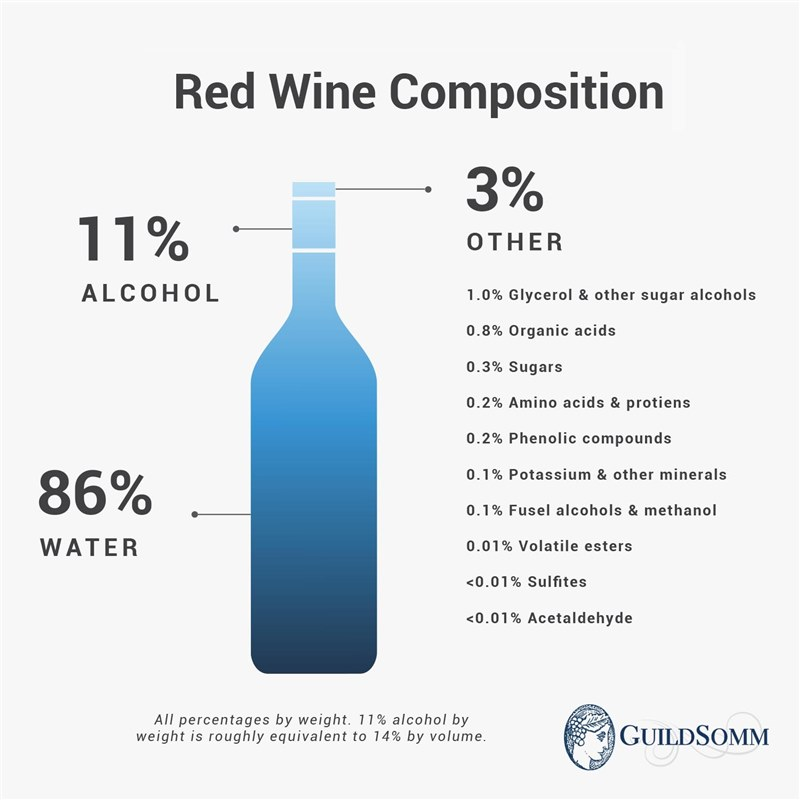 Red Wine Composition
11%
ALCOHOL
86%
WATER
3%
OTHER
1.0% Glycerol & other sugar alcohols
0.8% Organic acids
0.3% Sugars
0.2% Amino acids & protiens
0.2% Phenolic compounds
0.1% Potassium & other minerals
0.1% Fusel alcohols & methanol
0.01% Volatile esters
<0.01% Sulfites
<0.01% Acetaldehyde
All percentages by weight. 11% alcohol by
weight is roughly equivalent to 14% by volume.
GUILDSOMM